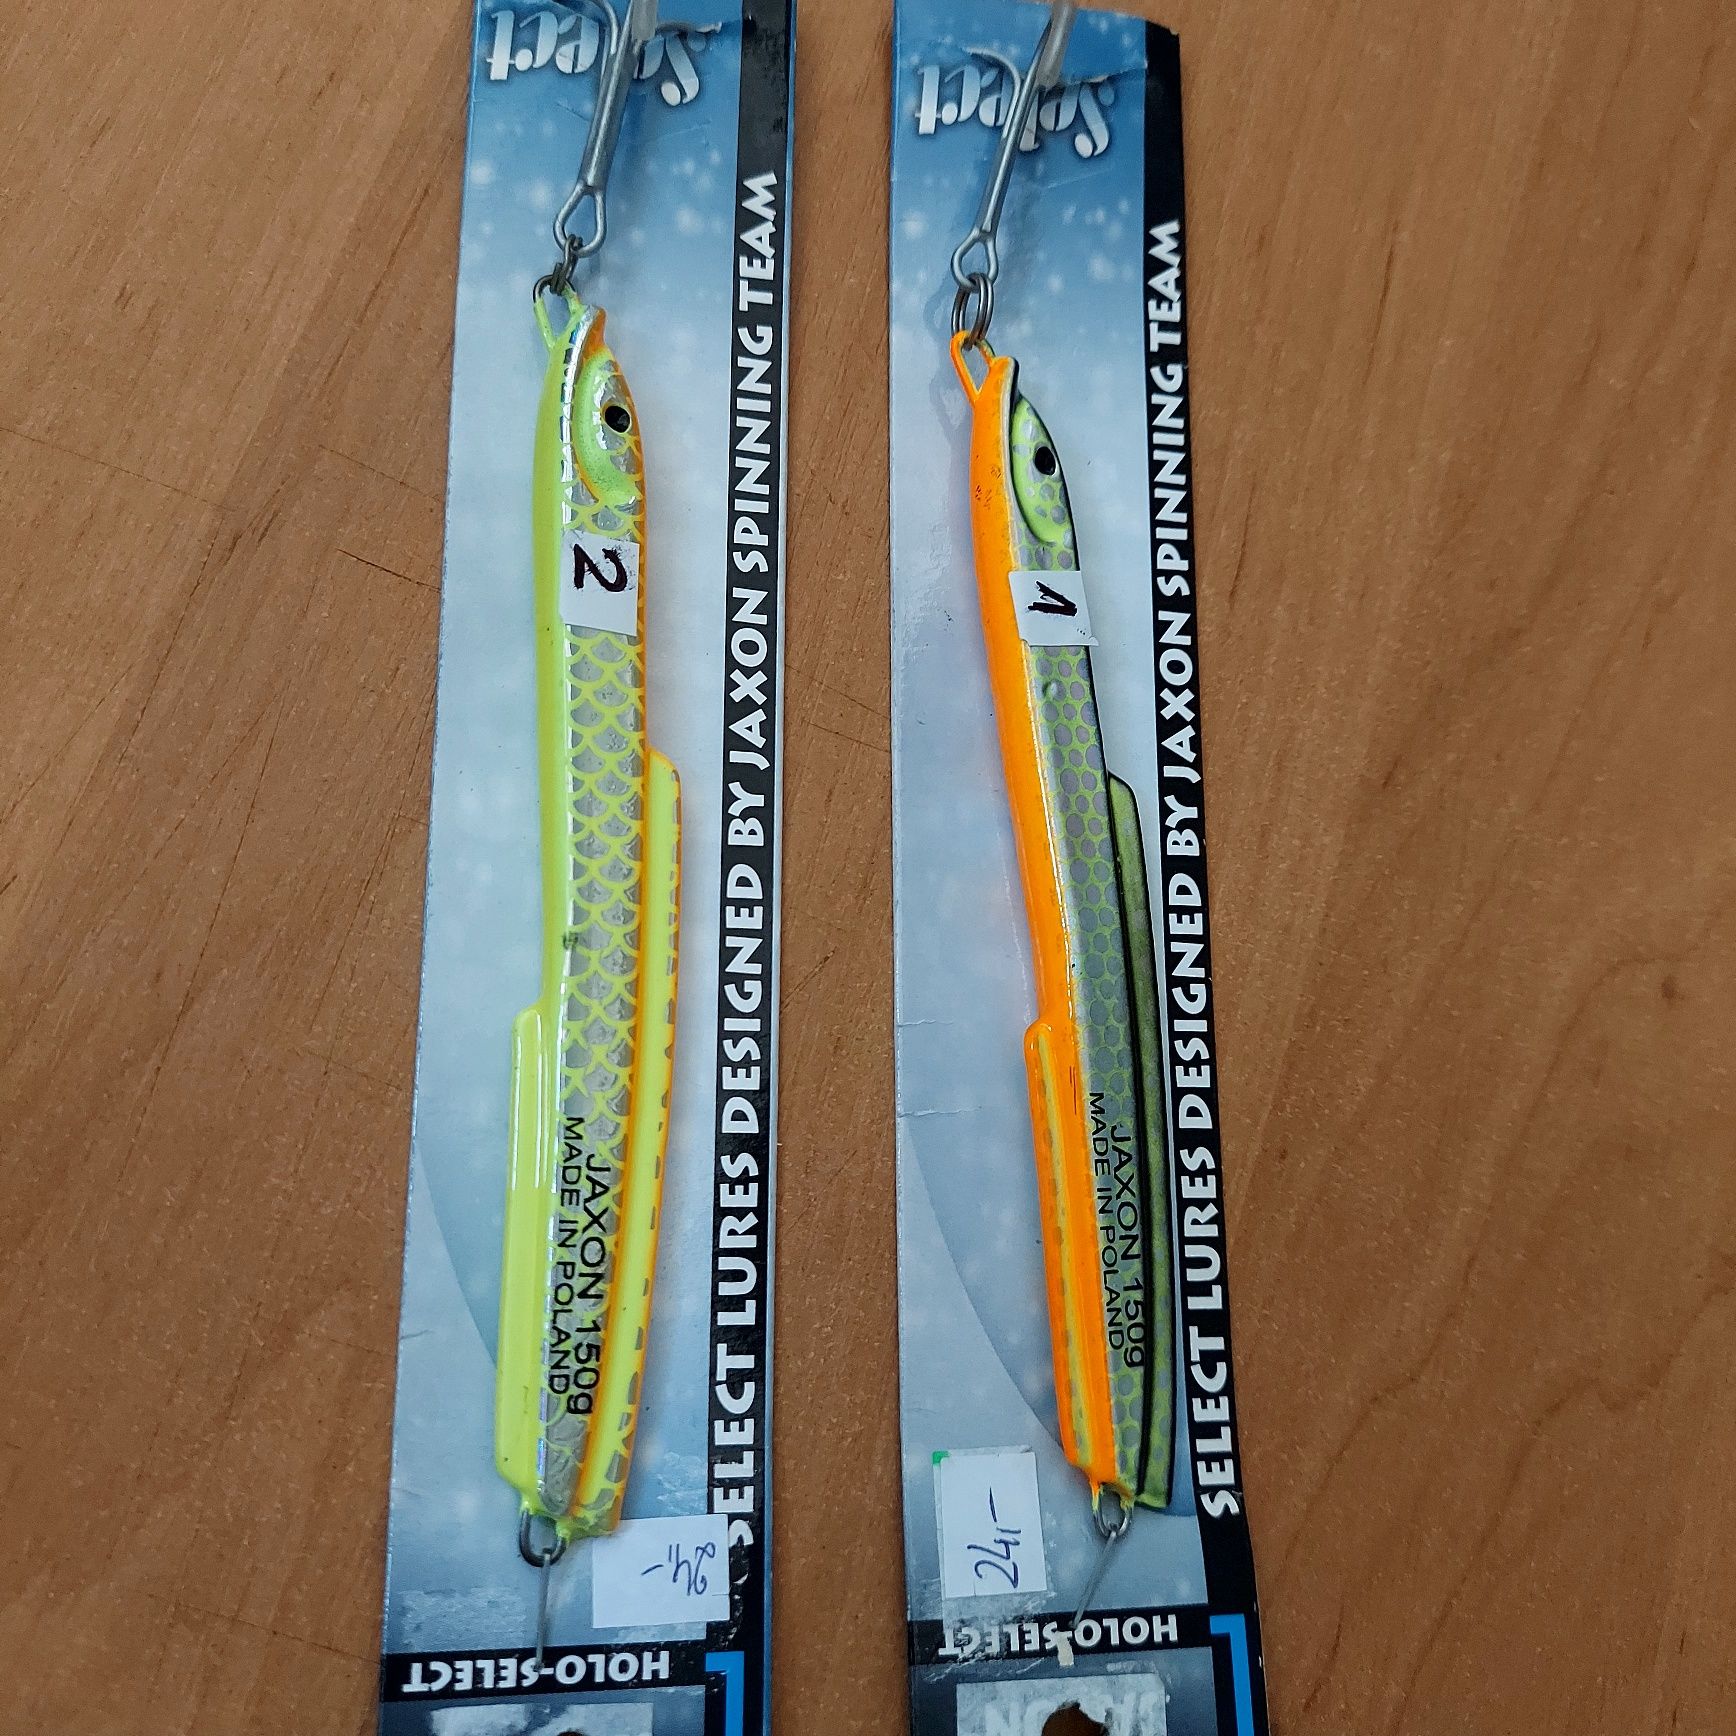 Select
SELECT LURES DESIGNED BY JAXON SPINNING TEAM
2
JAXON 150g
MADE IN POLAND
24,-
HOLO-SELECT
Select
SELECT LURES DESIGNED BY JAXON SPINNING TEAM
1
JAXON 150g
MADE IN POLAND
24,-
HOLO-SELECT
JAXON